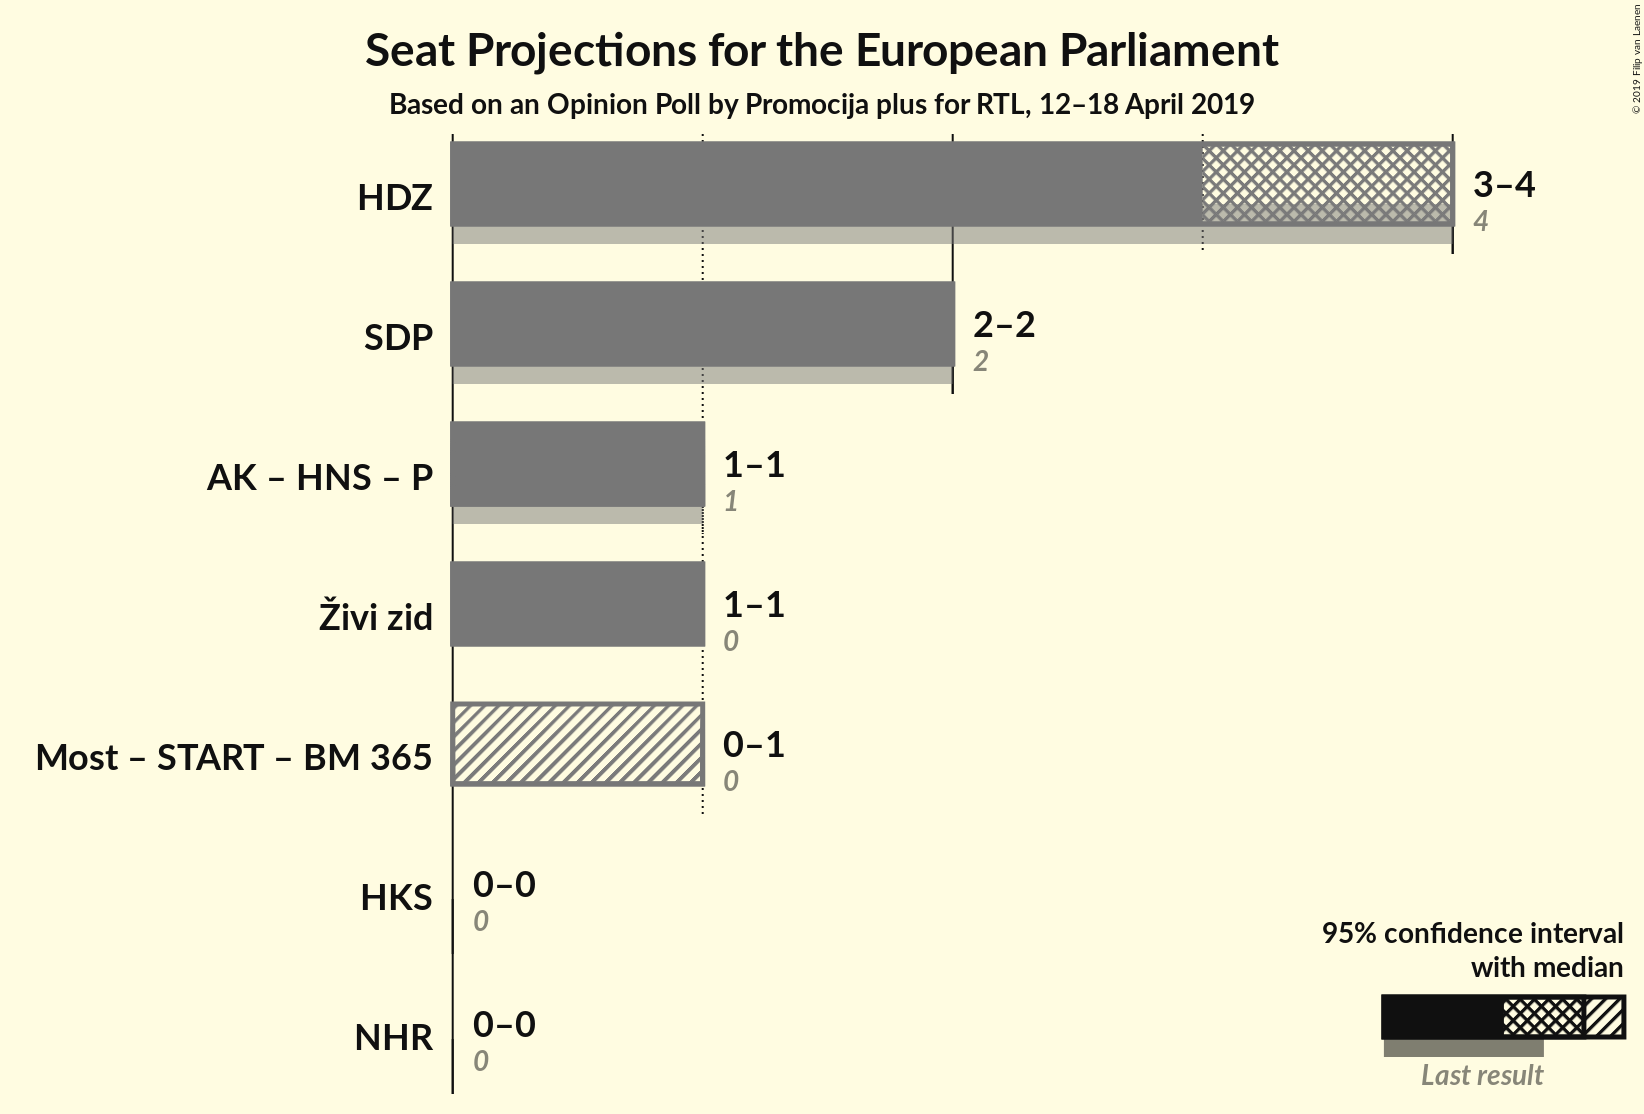 Seat Projections for the European Parliament
Based on an Opinion Poll by Promocija plus for RTL, 12–18 April 2019
© 2019 Filip van Laenen
HDZ
3–4
4
SDP
2–2
2
AK – HNS – P
1–1
1
Živi zid
1–1
0
Most – START – BM 365
0–1
0
HKS
0–0
0
NHR
0–0
0
95% confidence interval
with median
Last result